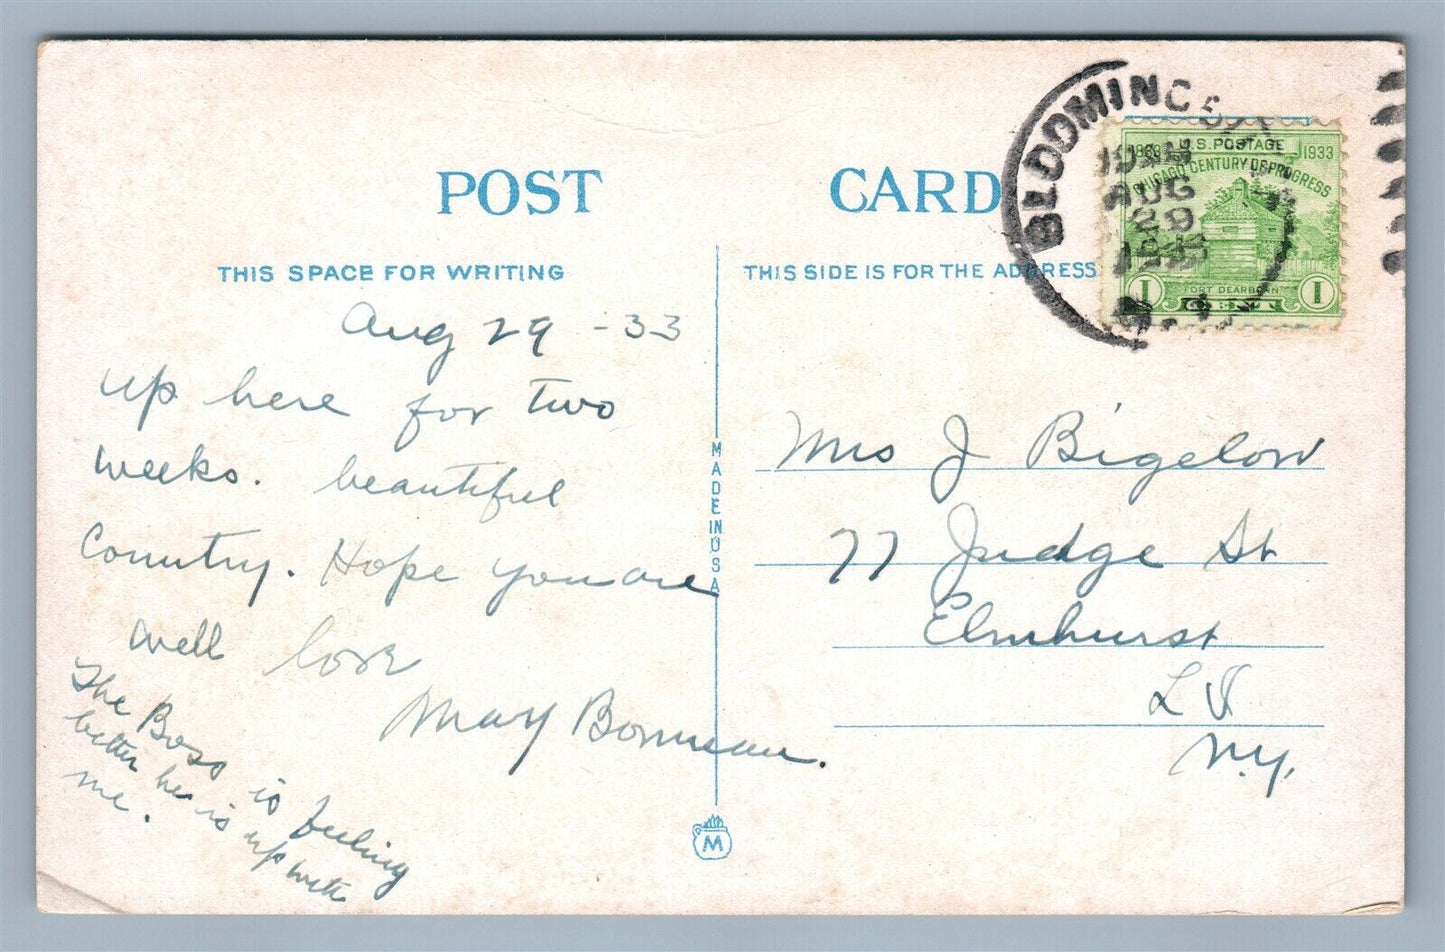 POST CARD
THIS SPACE FOR WRITING
THIS SIDE IS FOR THE ADDRESS
Aug 29 -33
up here for two
weeks. beautiful
Country. Hope you are
well love
May Bonneau.
The Boss is feeling
better he is up with
me.
MADE IN U S A
M
AUG
29
1933
1833 U.S. POSTAGE 1933
CHICAGO CENTURY OF PROGRESS
FORT DEARBORN
1 CENT 1
Mrs J Bigelow
77 Judge St
Elmhurst
L I
N.Y.